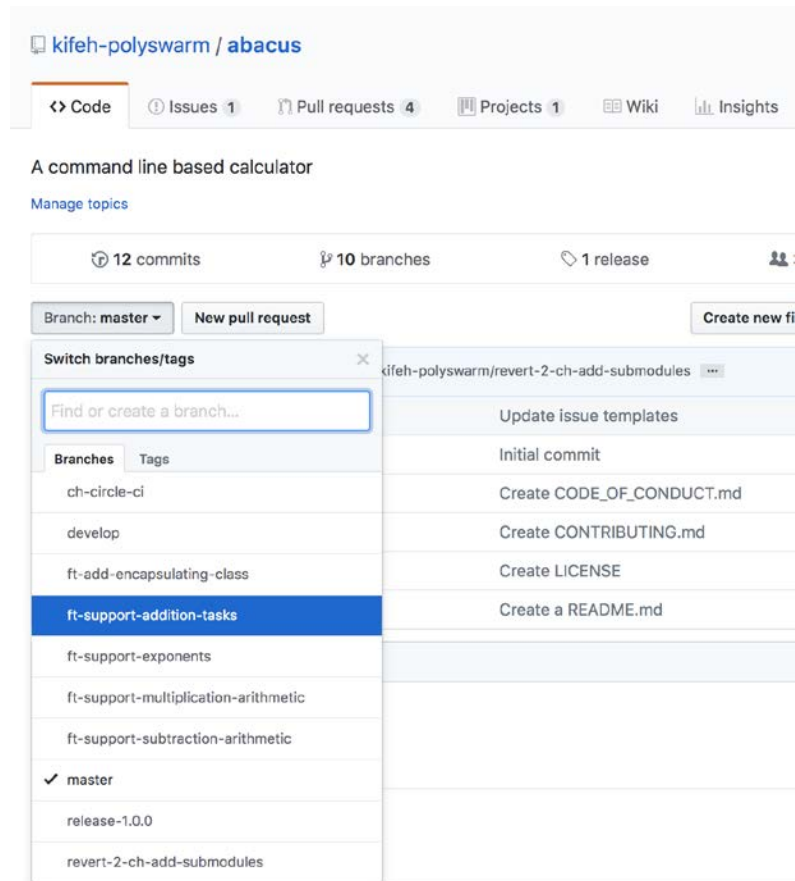 kifeh-polyswarm / abacus
Code Issues 1 Pull requests 4 Projects 1 Wiki Insights
A command line based calculator
Manage topics
12 commits 10 branches 1 release
Branch: master New pull request Create new fi
Switch branches/tags
kifeh-polyswarm/revert-2-ch-add-submodules ...
Find or create a branch...
Update issue templates
Branches Tags
Initial commit
ch-circle-ci
Create CODE_OF_CONDUCT.md
develop
Create CONTRIBUTING.md
ft-add-encapsulating-class
Create LICENSE
ft-support-addition-tasks
Create a README.md
ft-support-exponents
ft-support-multiplication-arithmetic
ft-support-subtraction-arithmetic
master
release-1.0.0
revert-2-ch-add-submodules